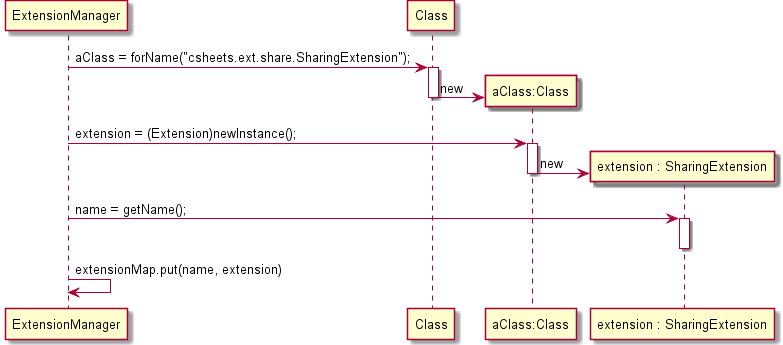 ExtensionManager
Class
aClass = forName("csheets.ext.share.SharingExtension");
new
aClass:Class
extension = (Extension)newInstance();
new
extension : SharingExtension
name = getName();
extensionMap.put(name, extension)
ExtensionManager
Class
aClass:Class
extension : SharingExtension